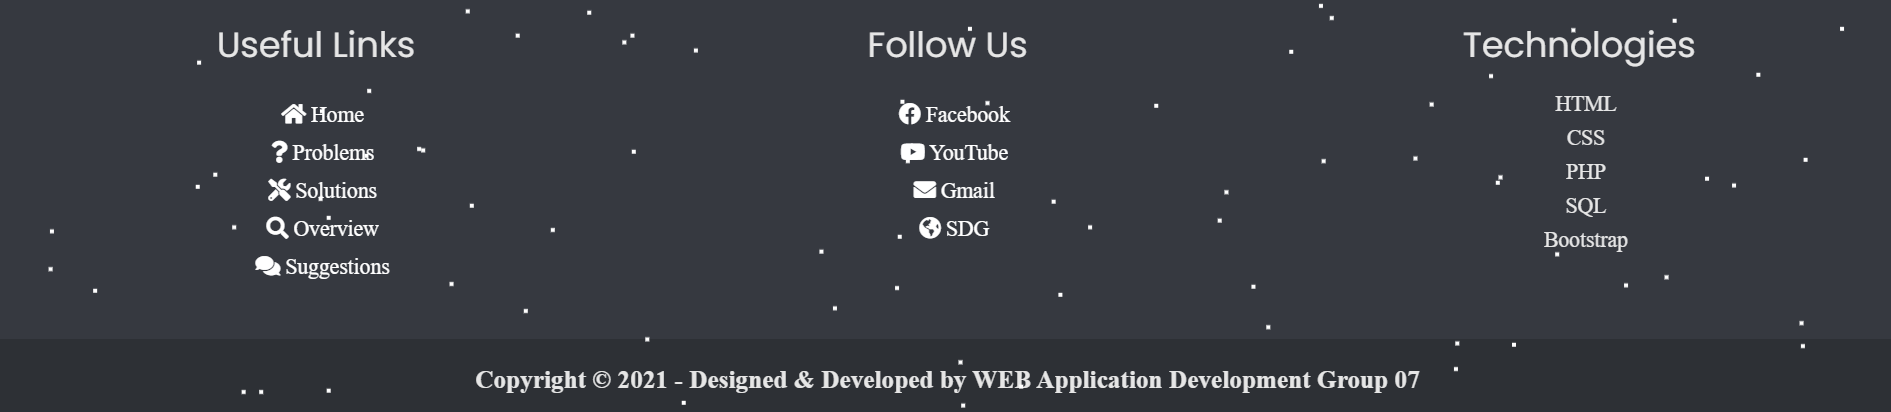 Useful Links
Home
Problems
Solutions
Overview
Suggestions
Follow Us
Facebook
YouTube
Gmail
SDG
Technologies
HTML
CSS
PHP
SQL
Bootstrap
Copyright © 2021 - Designed & Developed by WEB Application Development Group 07